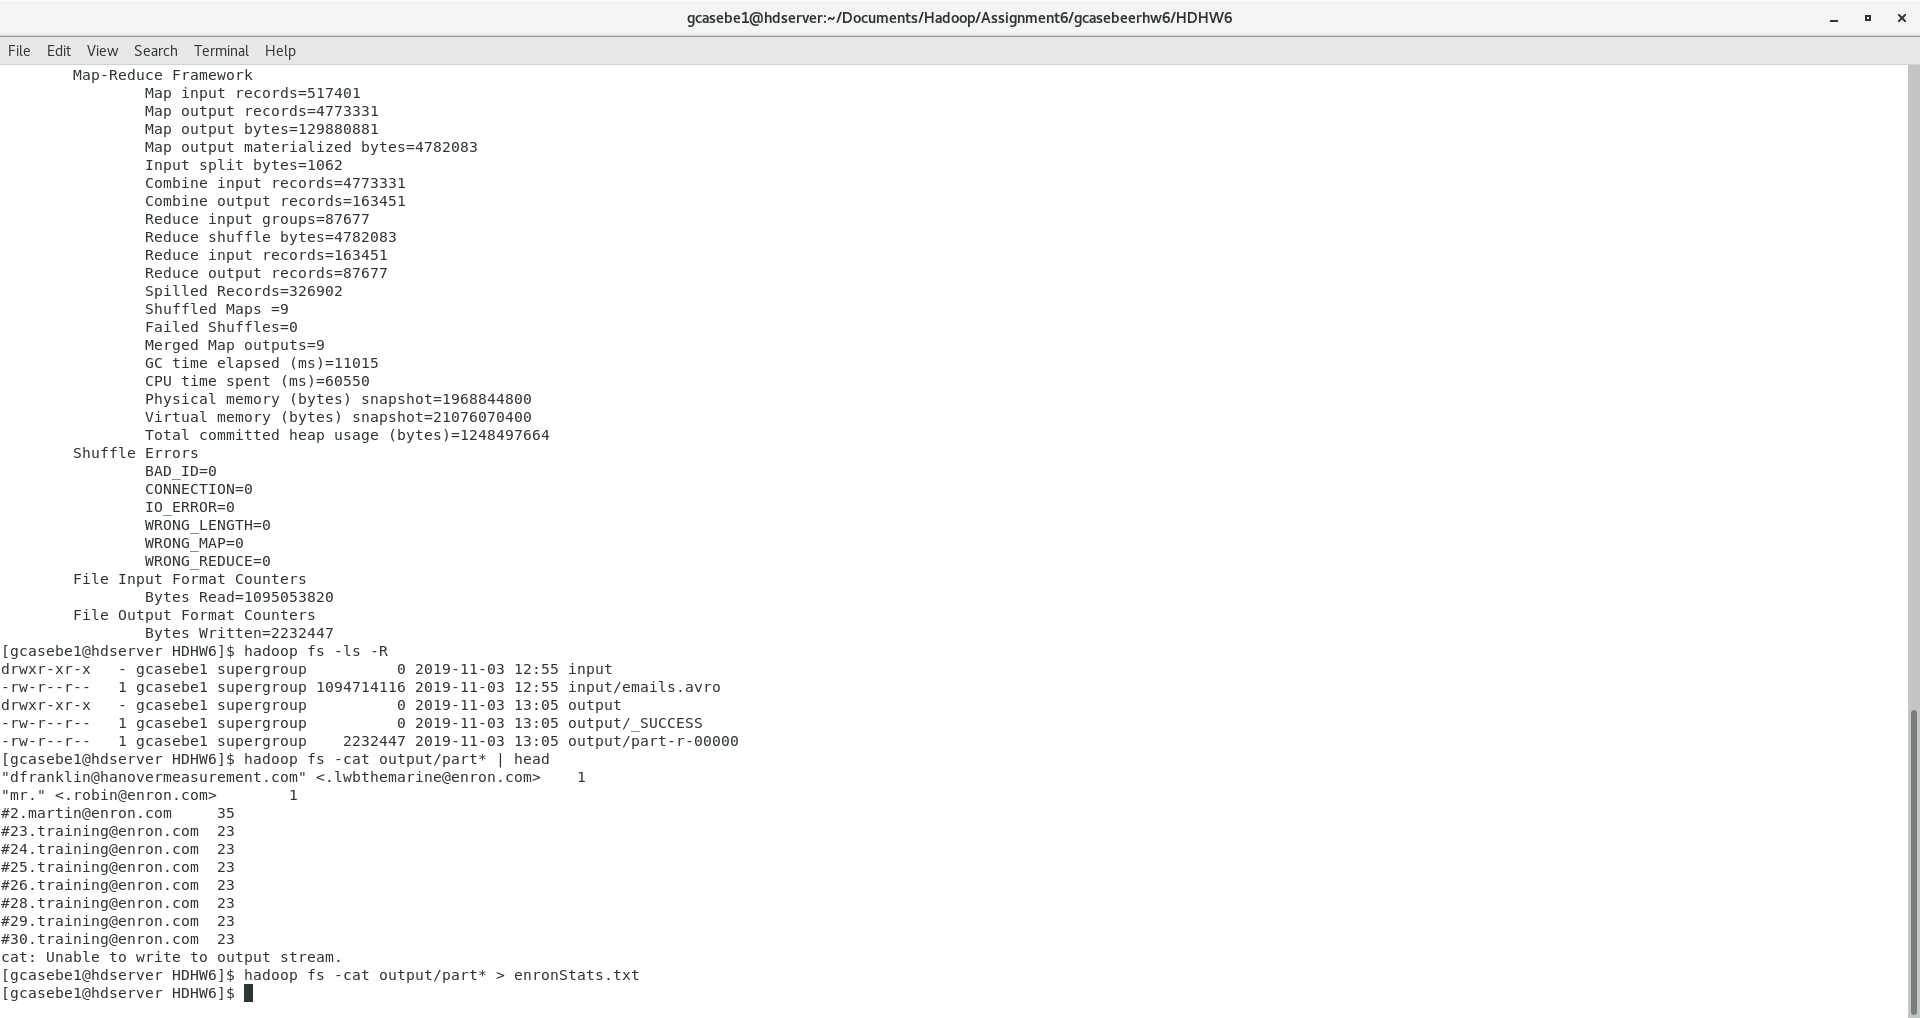 gcasebe1@hdserver:~/Documents/Hadoop/Assignment6/gcasebeerhw6/HDHW6
File Edit View Search Terminal Help
Map-Reduce Framework
Map input records=517401
Map output records=4773331
Map output bytes=129880881
Map output materialized bytes=4782083
Input split bytes=1062
Combine input records=4773331
Combine output records=163451
Reduce input groups=87677
Reduce shuffle bytes=4782083
Reduce input records=163451
Reduce output records=87677
Spilled Records=326902
Shuffled Maps =9
Failed Shuffles=0
Merged Map outputs=9
GC time elapsed (ms)=11015
CPU time spent (ms)=60550
Physical memory (bytes) snapshot=1968844800
Virtual memory (bytes) snapshot=21076070400
Total committed heap usage (bytes)=1248497664
Shuffle Errors
BAD_ID=0
CONNECTION=0
IO_ERROR=0
WRONG_LENGTH=0
WRONG_MAP=0
WRONG_REDUCE=0
File Input Format Counters
Bytes Read=1095053820
File Output Format Counters
Bytes Written=2232447
[gcasebe1@hdserver HDHW6]$ hadoop fs -ls -R
drwxr-xr-x   - gcasebe1 supergroup          0 2019-11-03 12:55 input
-rw-r--r--   1 gcasebe1 supergroup 1094714116 2019-11-03 12:55 input/emails.avro
drwxr-xr-x   - gcasebe1 supergroup          0 2019-11-03 13:05 output
-rw-r--r--   1 gcasebe1 supergroup          0 2019-11-03 13:05 output/_SUCCESS
-rw-r--r--   1 gcasebe1 supergroup    2232447 2019-11-03 13:05 output/part-r-00000
[gcasebe1@hdserver HDHW6]$ hadoop fs -cat output/part* | head
"dfranklin@hanovermeasurement.com" <.lwbthemarine@enron.com>    1
"mr." <.robin@enron.com>        1
#2.martin@enron.com     35
#23.training@enron.com  23
#24.training@enron.com  23
#25.training@enron.com  23
#26.training@enron.com  23
#28.training@enron.com  23
#29.training@enron.com  23
#30.training@enron.com  23
cat: Unable to write to output stream.
[gcasebe1@hdserver HDHW6]$ hadoop fs -cat output/part* > enronStats.txt
[gcasebe1@hdserver HDHW6]$